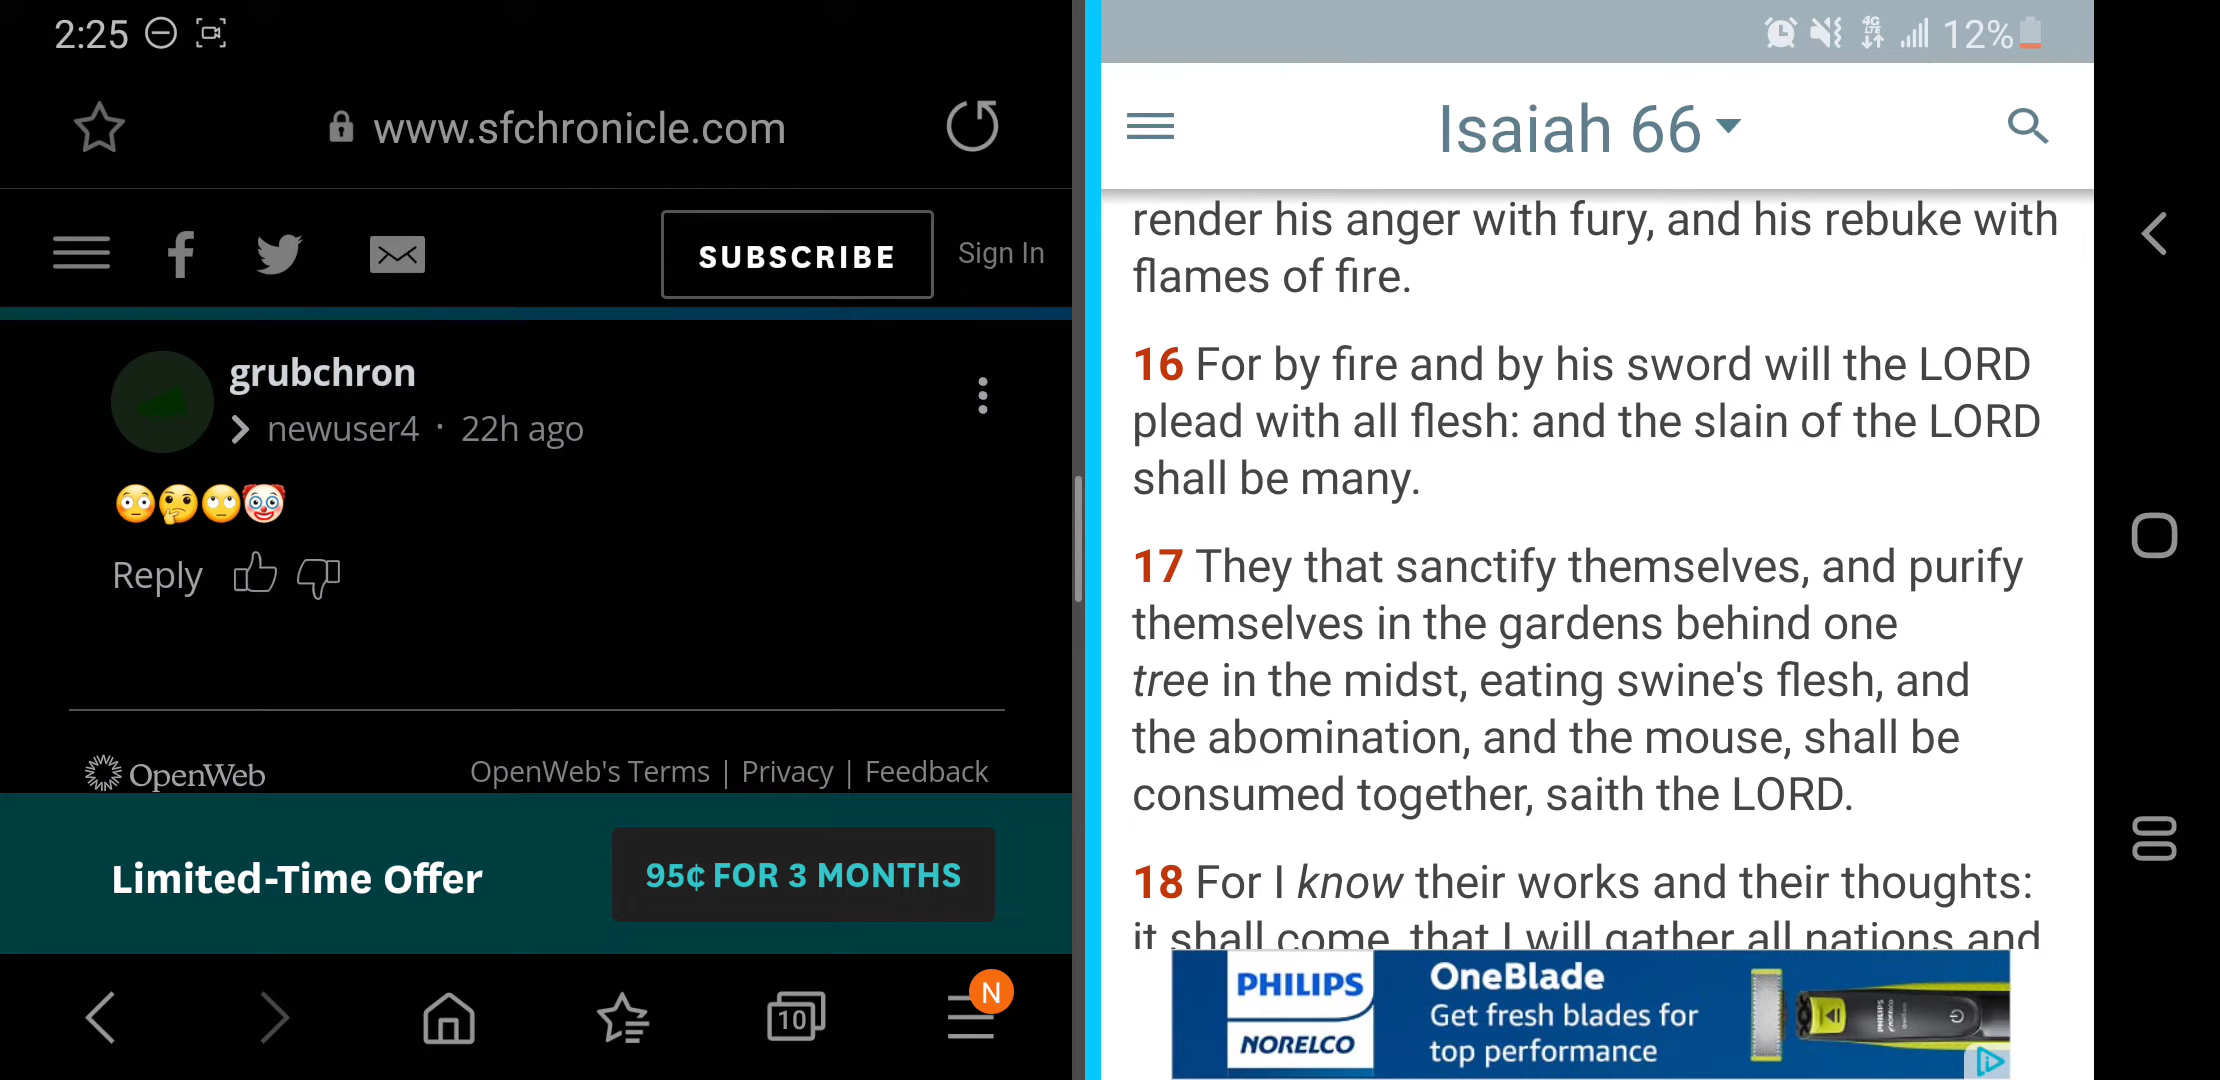 2:25
www.sfchronicle.com
SUBSCRIBE
Sign In
grubchron
newuser4 · 22h ago
😳🤔🙄🤡
Reply
OpenWeb
OpenWeb's Terms | Privacy | Feedback
Limited-Time Offer
95¢ FOR 3 MONTHS
10
N
4G
LTE
12%
Isaiah 66
render his anger with fury, and his rebuke with
flames of fire.
16 For by fire and by his sword will the LORD
plead with all flesh: and the slain of the LORD
shall be many.
17 They that sanctify themselves, and purify
themselves in the gardens behind one
tree in the midst, eating swine's flesh, and
the abomination, and the mouse, shall be
consumed together, saith the LORD.
18 For I know their works and their thoughts:
it shall come, that I will gather all nations and
PHILIPS
NORELCO
OneBlade
Get fresh blades for
top performance
PHILIPS